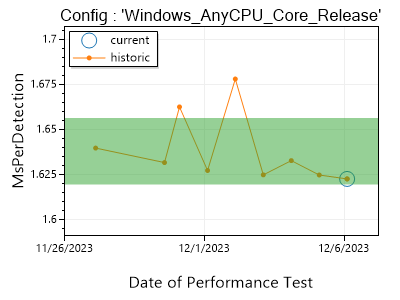 Config : 'Windows_AnyCPU_Core_Release'
current
historic
1.7
1.675
1.65
1.625
1.6
MsPerDetection
11/26/2023
12/1/2023
12/6/2023
Date of Performance Test